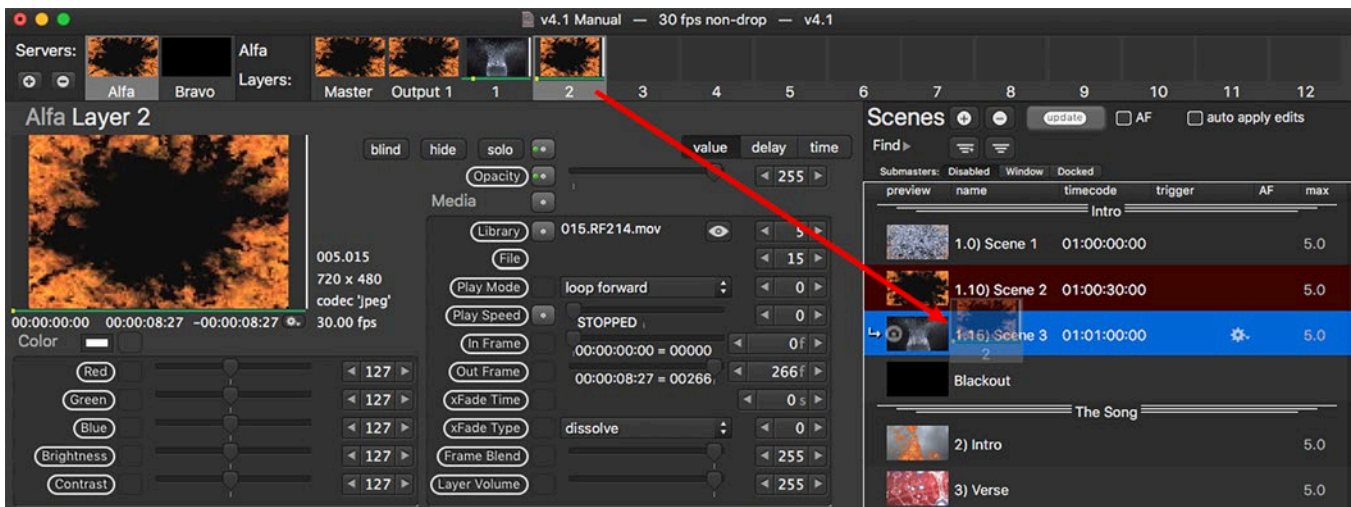 v4.1 Manual — 30 fps non-drop — v4.1
Servers:
Alfa
Layers:
Alfa Bravo Master Output 1 1 2 3 4 5 6 7 8 9 10 11 12
Alfa Layer 2
blind hide solo value delay time
Opacity 255
Media
Library 015.RF214.mov 5
File 15
Play Mode loop forward 0
Play Speed STOPPED 0
In Frame 00:00:00:00 = 00000 0f
Out Frame 00:00:08:27 = 00266 266f
xFade Time 0 s
xFade Type dissolve 0
Frame Blend 255
Layer Volume 255
005.015
720 x 480
codec 'jpeg'
30.00 fps
00:00:00:00 00:00:08:27 -00:00:08:27
Color
Red 127
Green 127
Blue 127
Brightness 127
Contrast 127
Scenes update AF auto apply edits
Find
Submasters: Disabled Window Docked
preview name timecode trigger AF max
Intro
1.0) Scene 1 01:00:00:00 5.0
1.10) Scene 2 01:00:30:00 5.0
1.15) Scene 3 01:01:00:00 5.0
2
Blackout
The Song
2) Intro 5.0
3) Verse 5.0